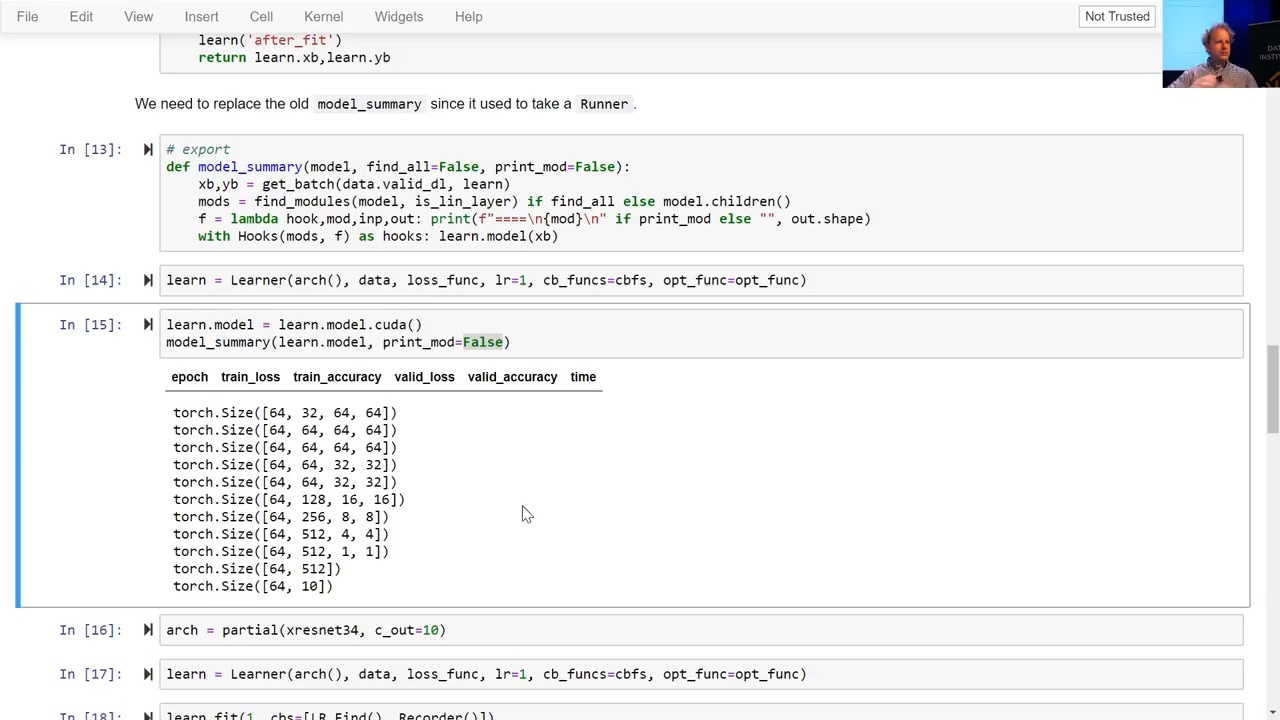 File Edit View Insert Cell Kernel Widgets Help Not Trusted
learn('after_fit')
return learn.xb,learn.yb
We need to replace the old model_summary since it used to take a Runner.
In [13]: # export
def model_summary(model, find_all=False, print_mod=False):
xb,yb = get_batch(data.valid_dl, learn)
mods = find_modules(model, is_lin_layer) if find_all else model.children()
f = lambda hook,mod,inp,out: print(f"====\n{mod}\n" if print_mod else "", out.shape)
with Hooks(mods, f) as hooks: learn.model(xb)
In [14]: learn = Learner(arch(), data, loss_func, lr=1, cb_funcs=cbfs, opt_func=opt_func)
In [15]: learn.model = learn.model.cuda()
model_summary(learn.model, print_mod=False)
epoch train_loss train_accuracy valid_loss valid_accuracy time
torch.Size([64, 32, 64, 64])
torch.Size([64, 64, 64, 64])
torch.Size([64, 64, 64, 64])
torch.Size([64, 64, 32, 32])
torch.Size([64, 64, 32, 32])
torch.Size([64, 128, 16, 16])
torch.Size([64, 256, 8, 8])
torch.Size([64, 512, 4, 4])
torch.Size([64, 512, 1, 1])
torch.Size([64, 512])
torch.Size([64, 10])
In [16]: arch = partial(xresnet34, c_out=10)
In [17]: learn = Learner(arch(), data, loss_func, lr=1, cb_funcs=cbfs, opt_func=opt_func)
In [18]: learn.fit(1, cbs=[LR_Find(), Recorder()])